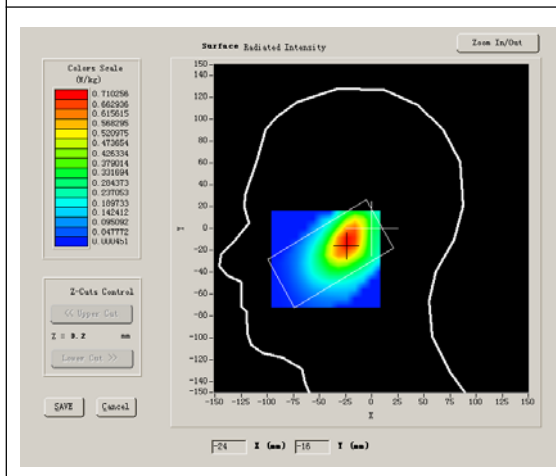 Surface Radiated Intensity
Zoom In/Out
Colors Scale
(W/kg)
0.710256
0.662936
0.615615
0.568295
0.520975
0.473654
0.426334
0.379014
0.331694
0.284373
0.237053
0.189733
0.142412
0.095092
0.047772
0.000451
150
120
100
80
60
40
20
0
-20
-40
-60
-80
-100
-120
-140
-150
Y
-150 -125 -100 -75 -50 -25 0 25 50 75 100 125 150
X
Z-Cuts Control
<< Upper Cut
Z = 3.2 mm
Lower Cut >>
SAVE
Cancel
-24 X (mm) -16 Y (mm)